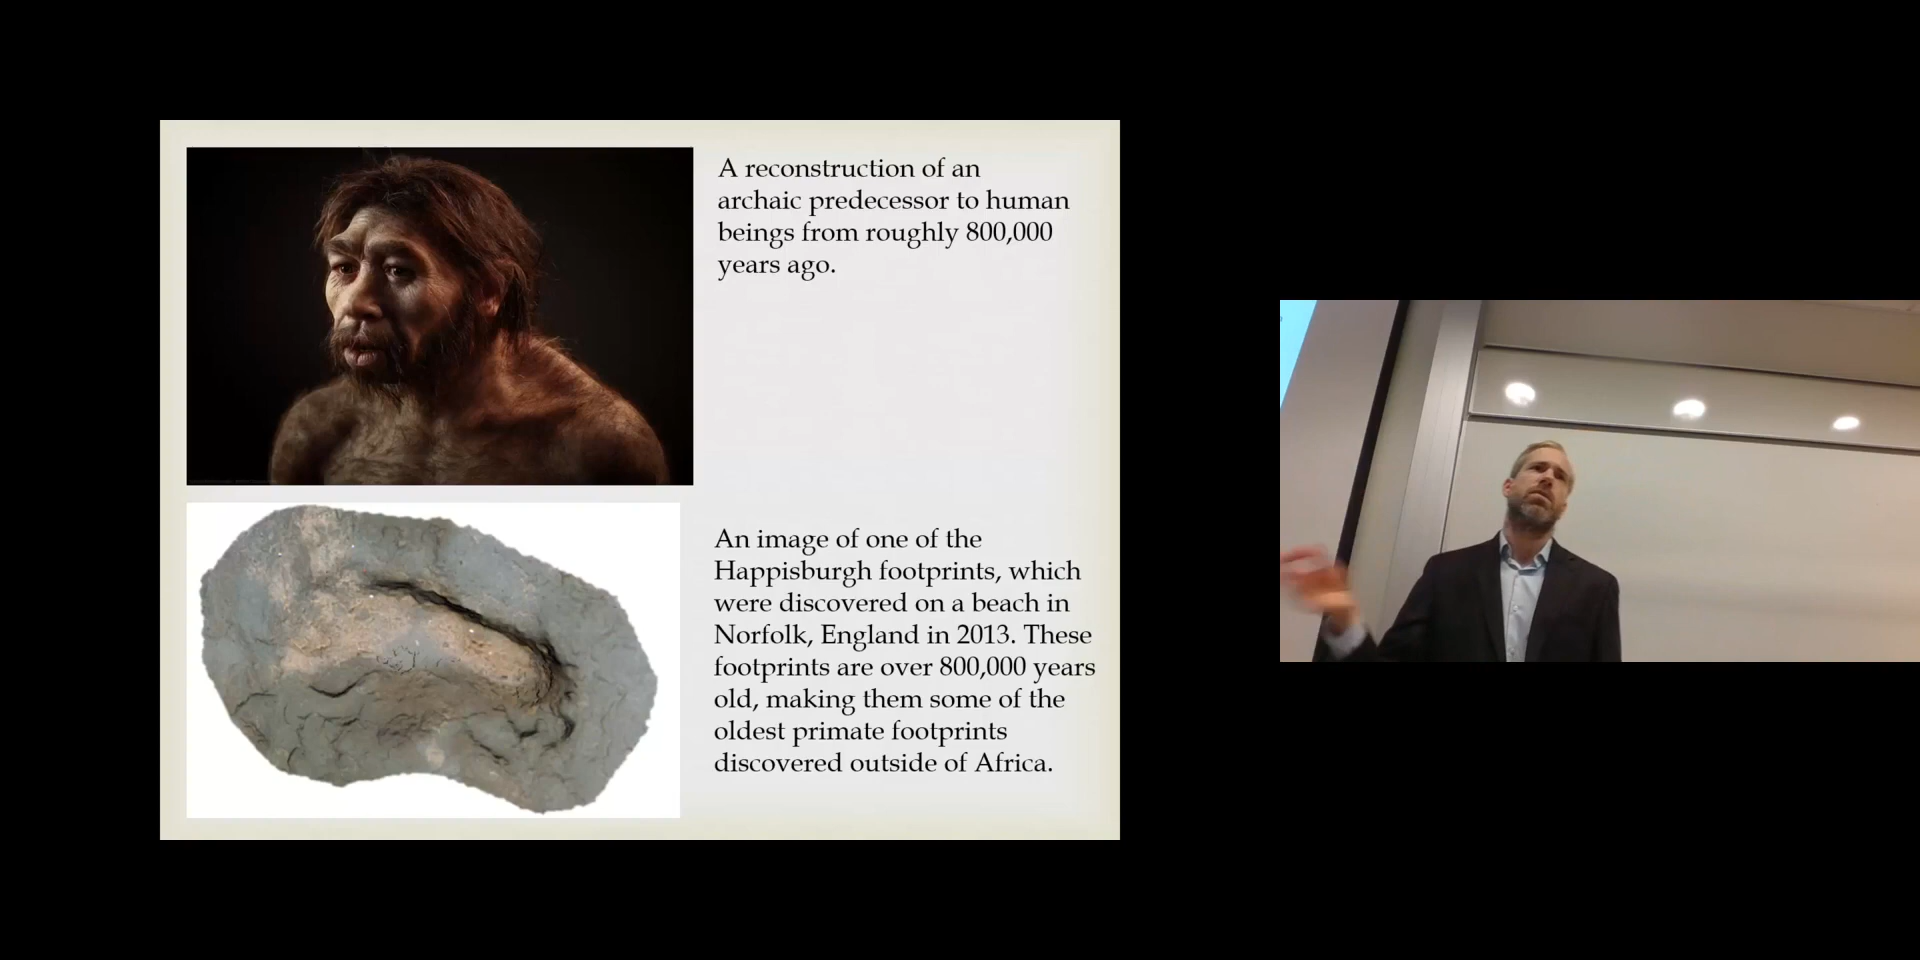 A reconstruction of an
archaic predecessor to human
beings from roughly 800,000
years ago.
An image of one of the
Happisburgh footprints, which
were discovered on a beach in
Norfolk, England in 2013. These
footprints are over 800,000 years
old, making them some of the
oldest primate footprints
discovered outside of Africa.